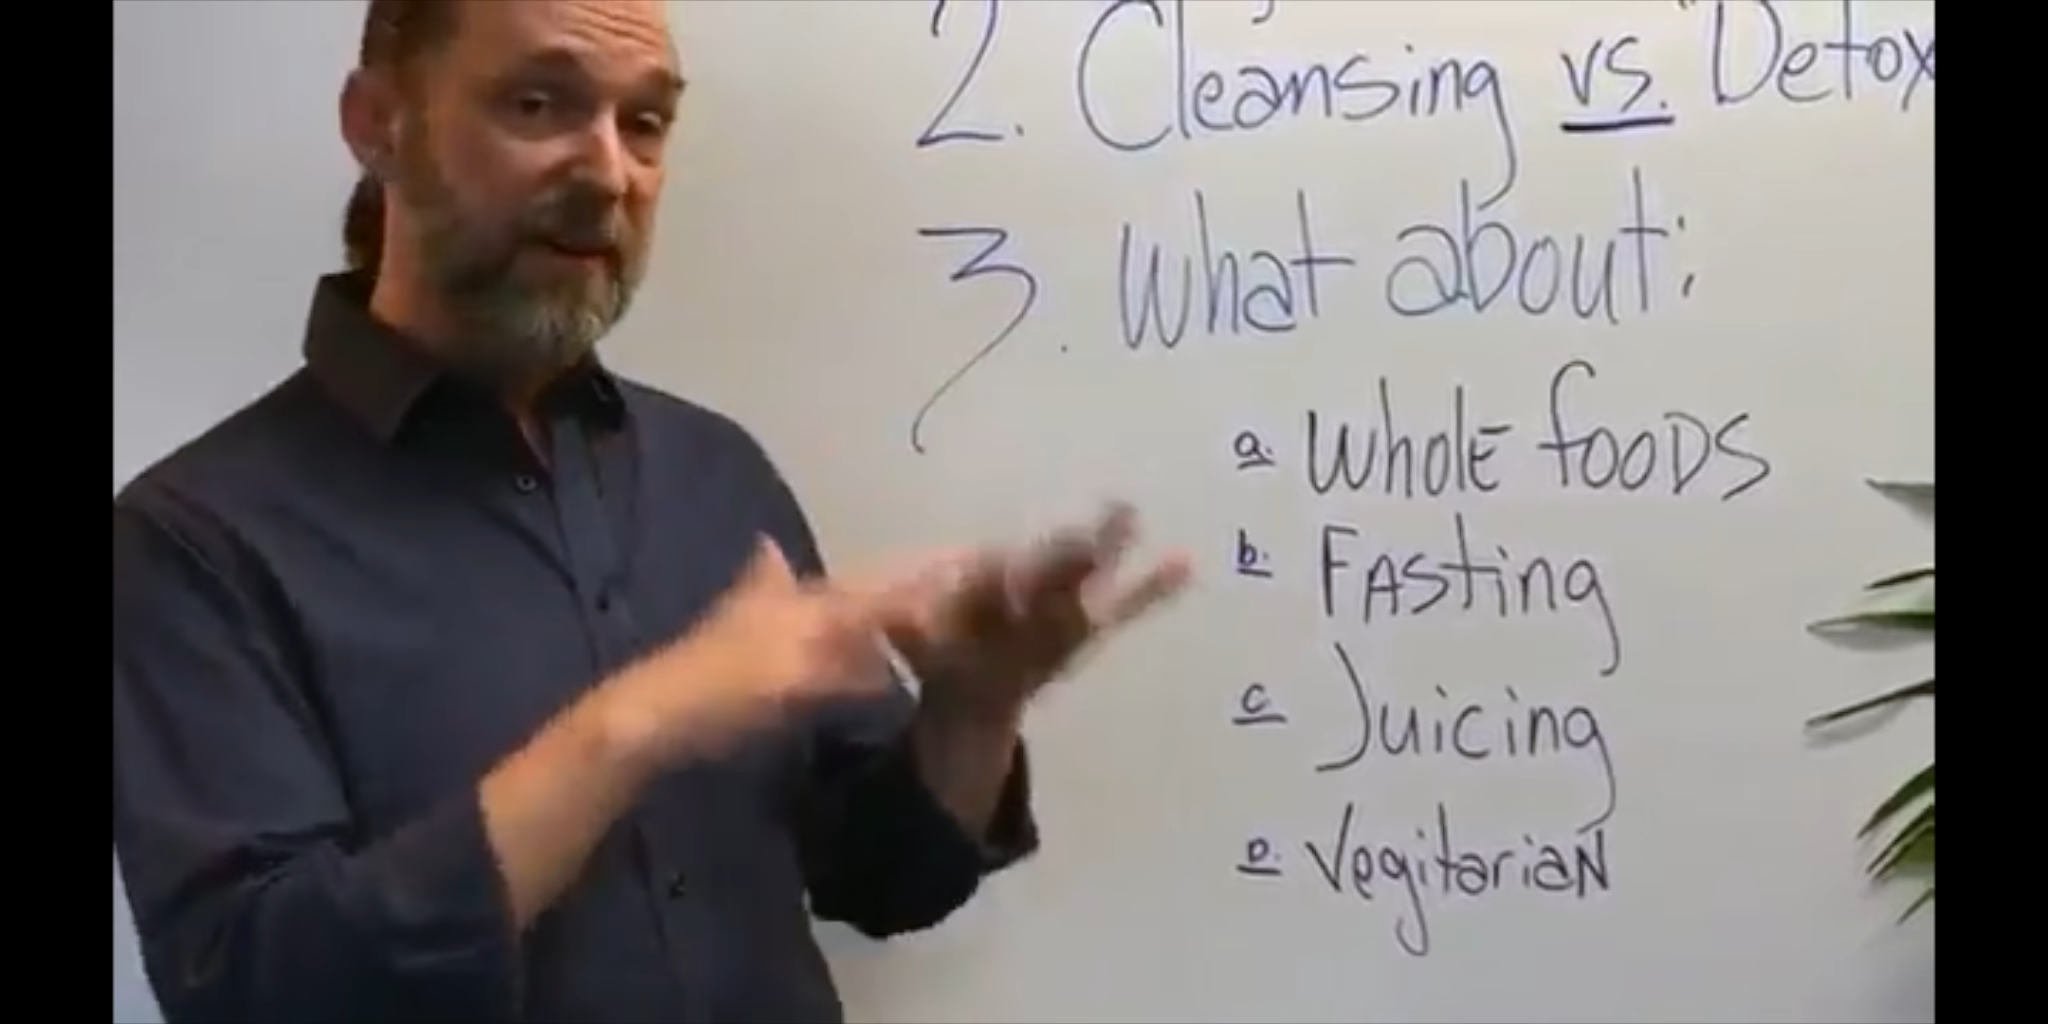 2. Cleansing vs. "Detox
3. What about:
a. WholE fooDS
b. FAsting
c Juicing
D. VegitariaN